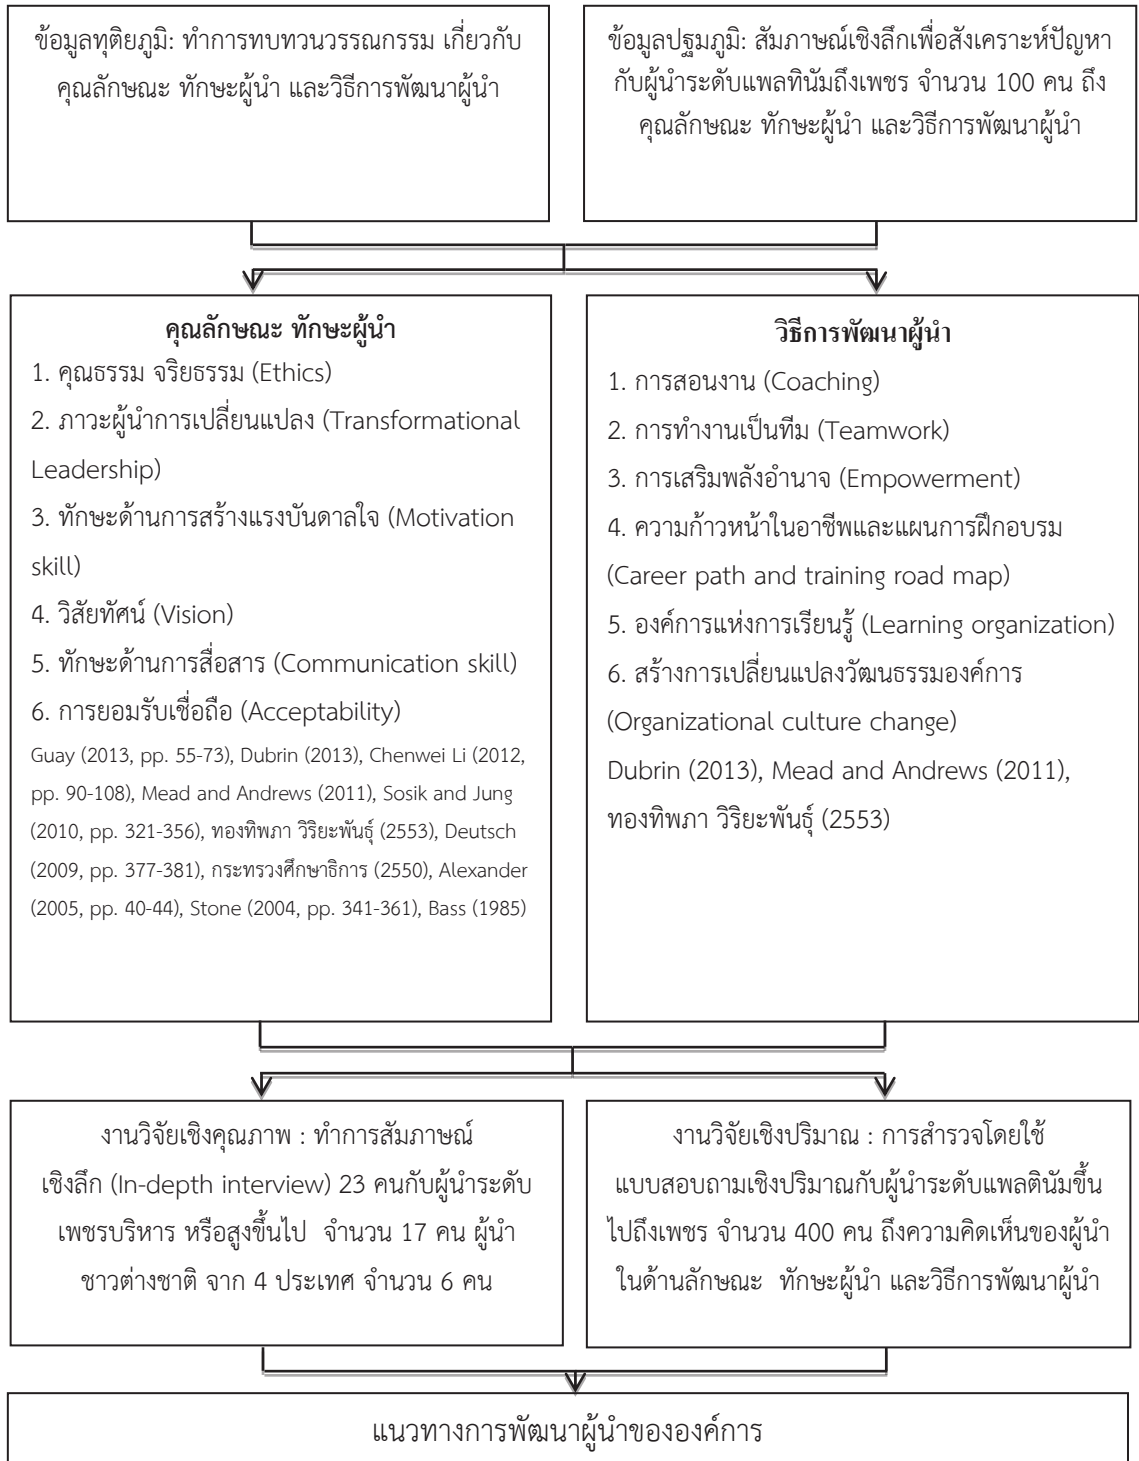 ข้อมูลทุติยภูมิ: ทำการทบทวนวรรณกรรม เกี่ยวกับ
คุณลักษณะ ทักษะผู้นำ และวิธีการพัฒนาผู้นำ
ข้อมูลปฐมภูมิ: สัมภาษณ์เชิงลึกเพื่อสังเคราะห์ปัญหา
กับผู้นำระดับแพลทินัมถึงเพชร จำนวน 100 คน ถึง
คุณลักษณะ ทักษะผู้นำ และวิธีการพัฒนาผู้นำ
คุณลักษณะ ทักษะผู้นำ
1. คุณธรรม จริยธรรม (Ethics)
2. ภาวะผู้นำการเปลี่ยนแปลง (Transformational
Leadership)
3. ทักษะด้านการสร้างแรงบันดาลใจ (Motivation
skill)
4. วิสัยทัศน์ (Vision)
5. ทักษะด้านการสื่อสาร (Communication skill)
6. การยอมรับเชื่อถือ (Acceptability)
Guay (2013, pp. 55-73), Dubrin (2013), Chenwei Li (2012,
pp. 90-108), Mead and Andrews (2011), Sosik and Jung
(2010, pp. 321-356), ทองทิพภา วิริยะพันธุ์ (2553), Deutsch
(2009, pp. 377-381), กระทรวงศึกษาธิการ (2550), Alexander
(2005, pp. 40-44), Stone (2004, pp. 341-361), Bass (1985)
วิธีการพัฒนาผู้นำ
1. การสอนงาน (Coaching)
2. การทำงานเป็นทีม (Teamwork)
3. การเสริมพลังอำนาจ (Empowerment)
4. ความก้าวหน้าในอาชีพและแผนการฝึกอบรม
(Career path and training road map)
5. องค์การแห่งการเรียนรู้ (Learning organization)
6. สร้างการเปลี่ยนแปลงวัฒนธรรมองค์การ
(Organizational culture change)
Dubrin (2013), Mead and Andrews (2011),
ทองทิพภา วิริยะพันธุ์ (2553)
งานวิจัยเชิงคุณภาพ : ทำการสัมภาษณ์
เชิงลึก (In-depth interview) 23 คนกับผู้นำระดับ
เพชรบริหาร หรือสูงขึ้นไป จำนวน 17 คน ผู้นำ
ชาวต่างชาติ จาก 4 ประเทศ จำนวน 6 คน
งานวิจัยเชิงปริมาณ : การสำรวจโดยใช้
แบบสอบถามเชิงปริมาณกับผู้นำระดับแพลตินัมขึ้น
ไปถึงเพชร จำนวน 400 คน ถึงความคิดเห็นของผู้นำ
ในด้านลักษณะ ทักษะผู้นำ และวิธีการพัฒนาผู้นำ
แนวทางการพัฒนาผู้นำขององค์การ